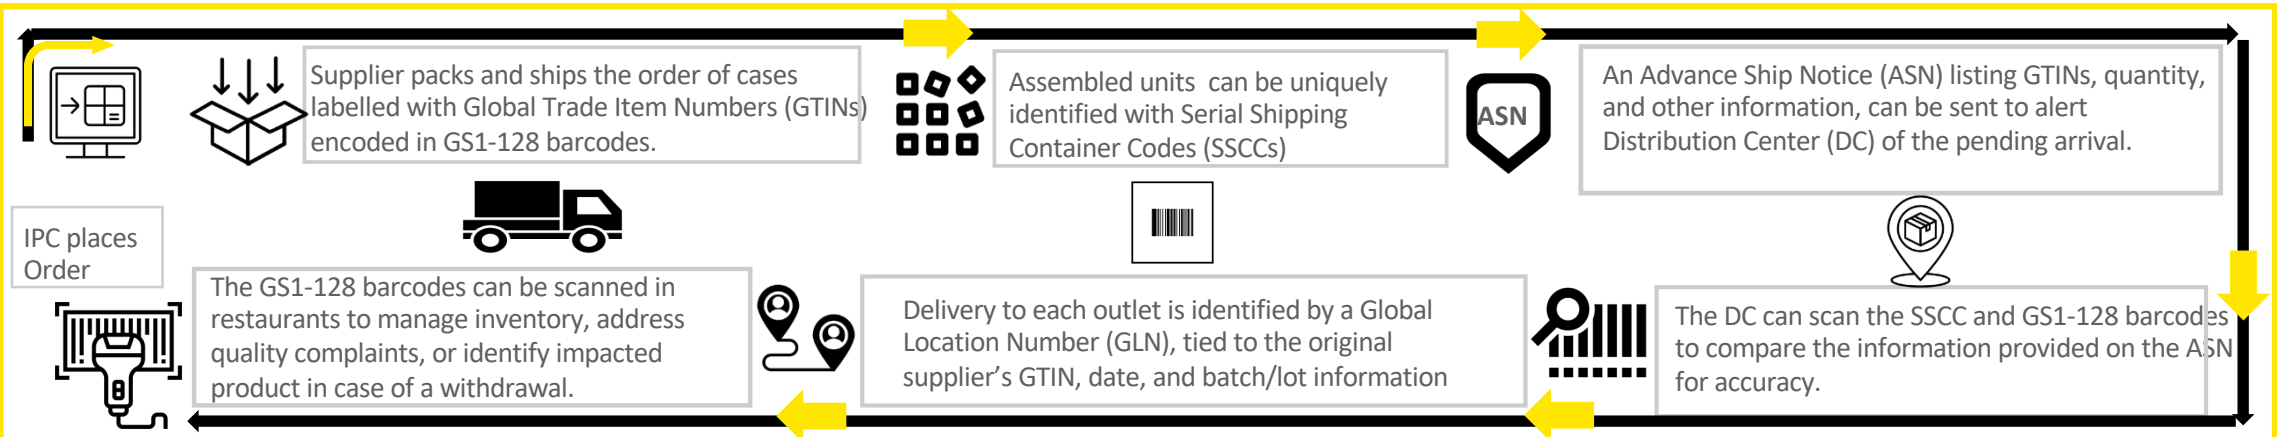 Supplier packs and ships the order of cases
labelled with Global Trade Item Numbers (GTINs)
encoded in GS1-128 barcodes.
Assembled units can be uniquely
identified with Serial Shipping
Container Codes (SSCCs)
ASN
An Advance Ship Notice (ASN) listing GTINs, quantity,
and other information, can be sent to alert
Distribution Center (DC) of the pending arrival.
IPC places
Order
The GS1-128 barcodes can be scanned in
restaurants to manage inventory, address
quality complaints, or identify impacted
product in case of a withdrawal.
Delivery to each outlet is identified by a Global
Location Number (GLN), tied to the original
supplier’s GTIN, date, and batch/lot information
The DC can scan the SSCC and GS1-128 barcodes
to compare the information provided on the ASN
for accuracy.